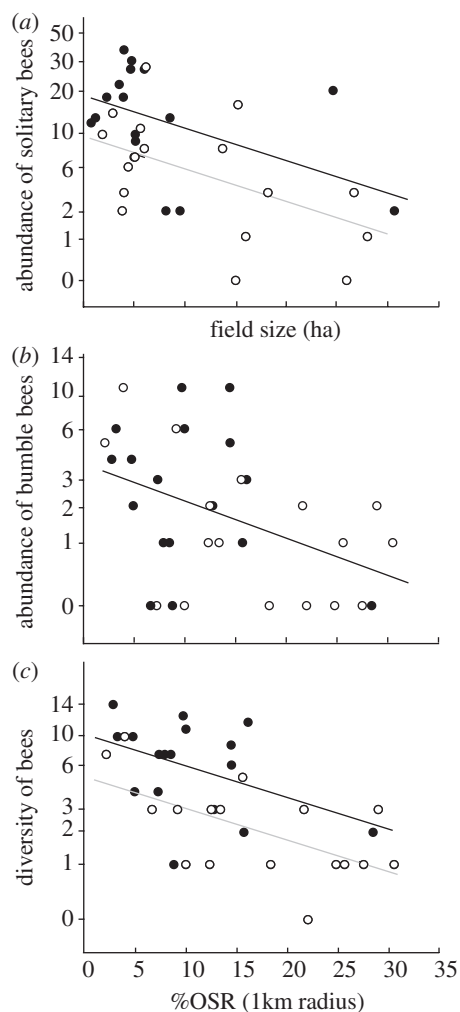 (a)
50
30
20
10
6
2
1
0
abundance of solitary bees
field size (ha)
(b)
14
10
6
3
2
1
0
abundance of bumble bees
(c)
14
10
6
3
2
1
0
diversity of bees
0 5 10 15 20 25 30 35
%OSR (1km radius)